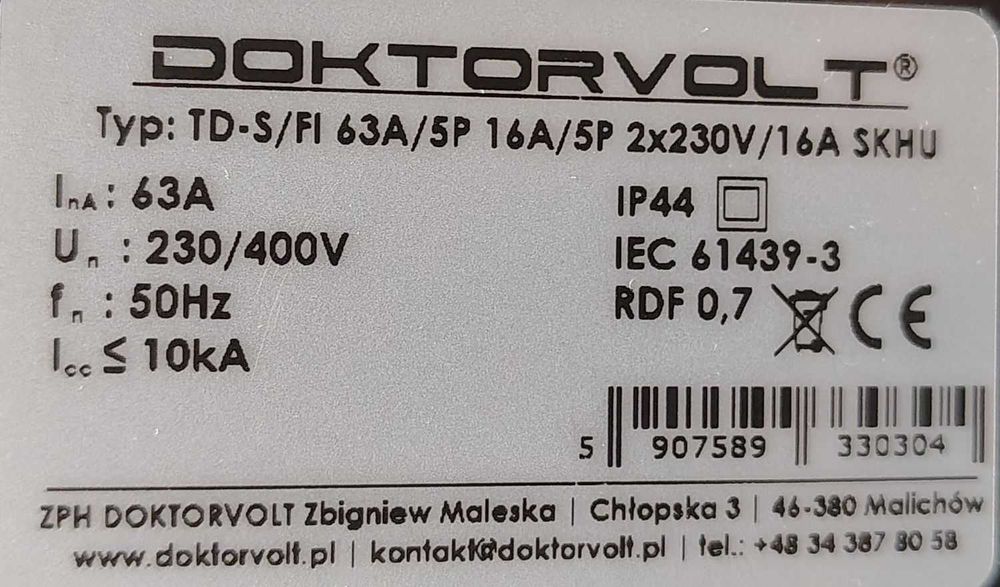 DOKTORVOLT®
Typ: TD-S/FI 63A/5P 16A/5P 2x230V/16A SKHU
InA : 63A
Un : 230/400V
fn : 50Hz
Icc ≤ 10kA
IP44
IEC 61439-3
RDF 0,7 CE
5 907589 330304
ZPH DOKTORVOLT Zbigniew Maleska | Chłopska 3 | 46-380 Malichów
www.doktorvolt.pl | kontakt@doktorvolt.pl | tel.: +48 34 387 80 58